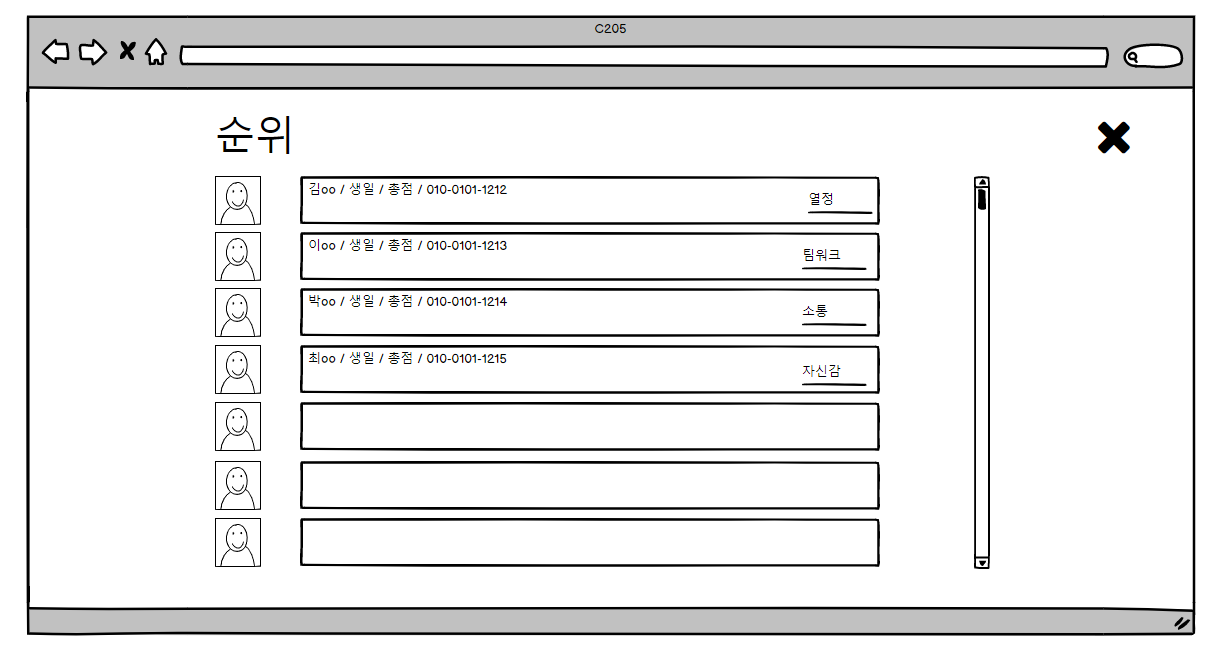 C205
순위
김oo / 생일 / 총점 / 010-0101-1212
열정
이oo / 생일 / 총점 / 010-0101-1213
팀워크
박oo / 생일 / 총점 / 010-0101-1214
소통
최oo / 생일 / 총점 / 010-0101-1215
자신감